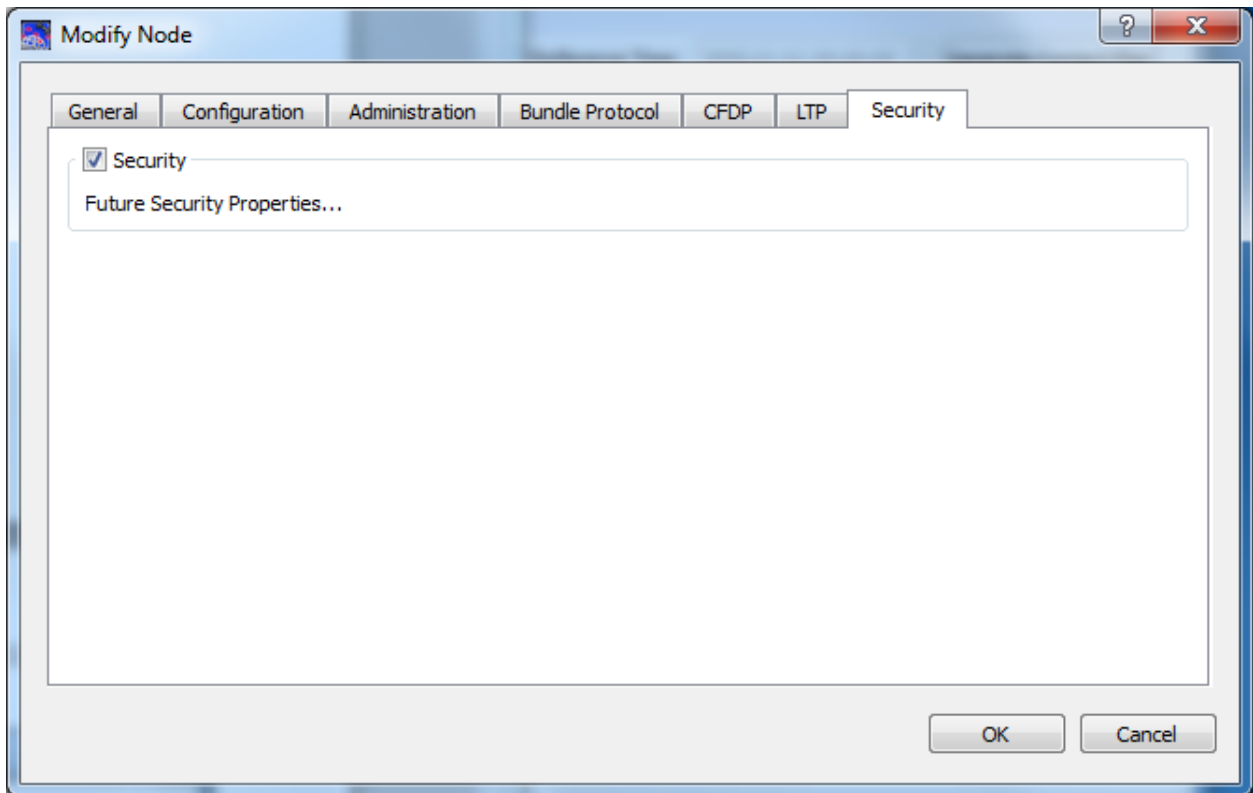 Modify Node
General Configuration Administration Bundle Protocol CFDP LTP Security
Security
Future Security Properties...
OK Cancel